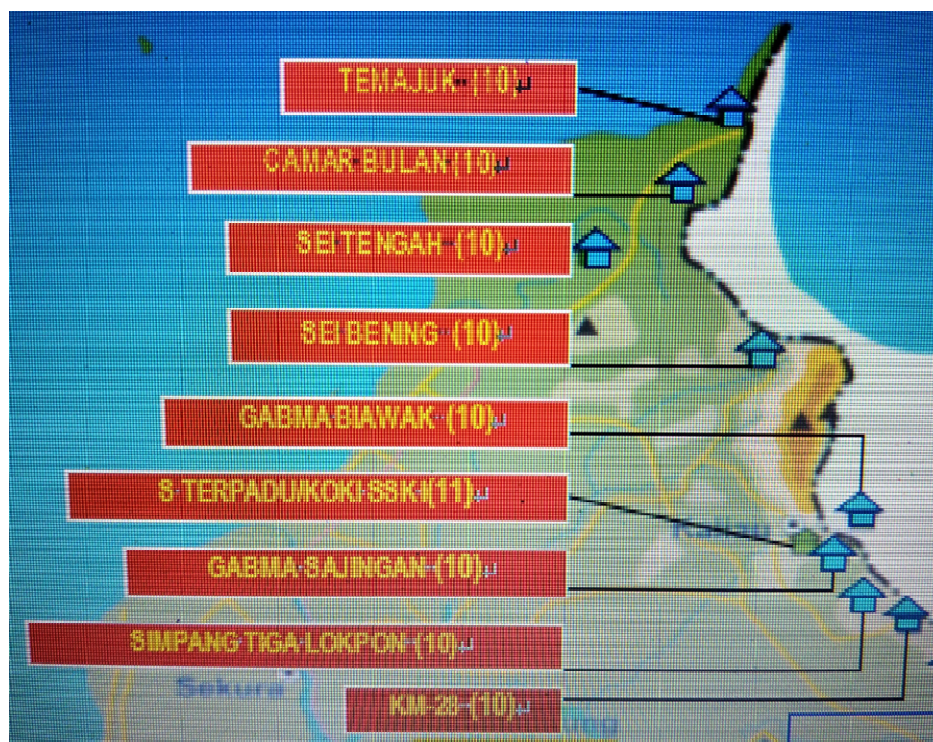 TEMAJUK (10)
CAMAR BULAN (10)
SEI TENGAH (10)
SEI BENING (10)
GABMA BIAWAK (10)
S TERPADU/KOKI SSK I(11)
GABMA SAJINGAN (10)
SIMPANG TIGA LOKPON (10)
Sekura
KM 28 (10)